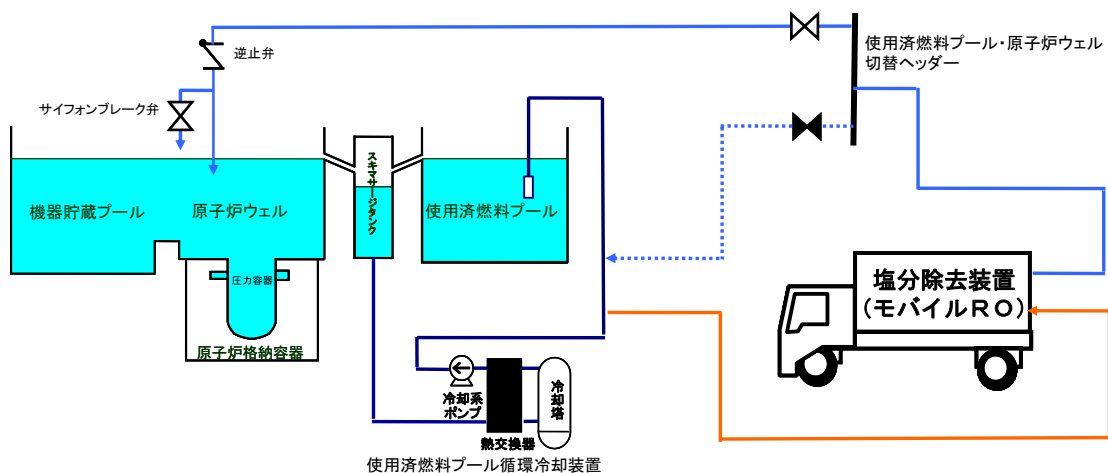 逆止弁
使用済燃料プール・原子炉ウェル
切替ヘッダー
サイフォンブレーク弁
スキマサージタンク
機器貯蔵プール
原子炉ウェル
使用済燃料プール
圧力容器
塩分除去装置
(モバイルRO)
原子炉格納容器
冷却系
ポンプ
冷却塔
熱交換器
使用済燃料プール循環冷却装置